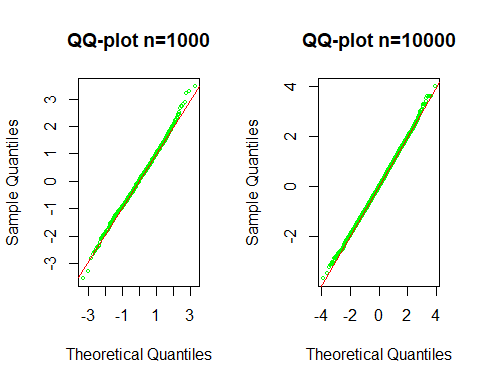 QQ-plot n=1000
Sample Quantiles
3
2
1
0
-1
-2
-3
-3 -1 1 3
Theoretical Quantiles
QQ-plot n=10000
Sample Quantiles
4
2
0
-2
-4 -2 0 2 4
Theoretical Quantiles